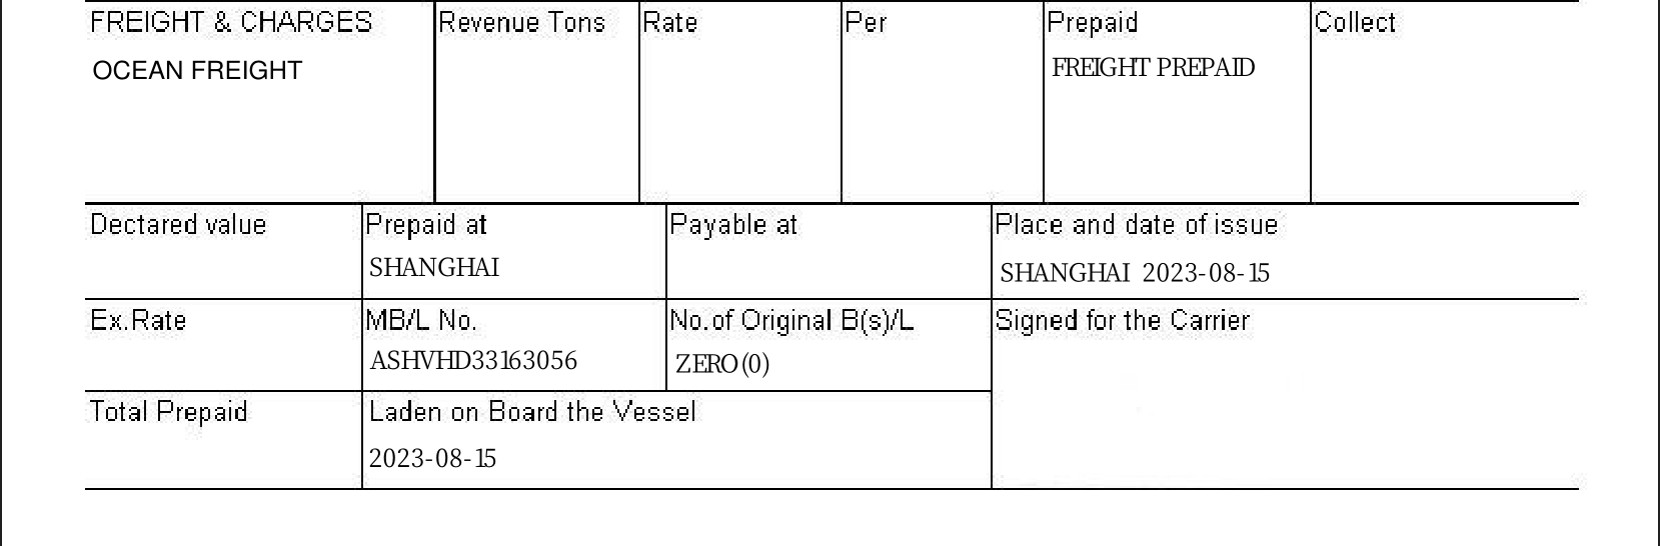 FREIGHT & CHARGES Revenue Tons Rate Per Prepaid Collect
OCEAN FREIGHT FREIGHT PREPAID
Dectared value Prepaid at Payable at Place and date of issue
SHANGHAI SHANGHAI 2023-08-15
Ex.Rate MB/L No. No.of Original B(s)/L Signed for the Carrier
ASHVHD33163056 ZERO(0)
Total Prepaid Laden on Board the Vessel
2023-08-15